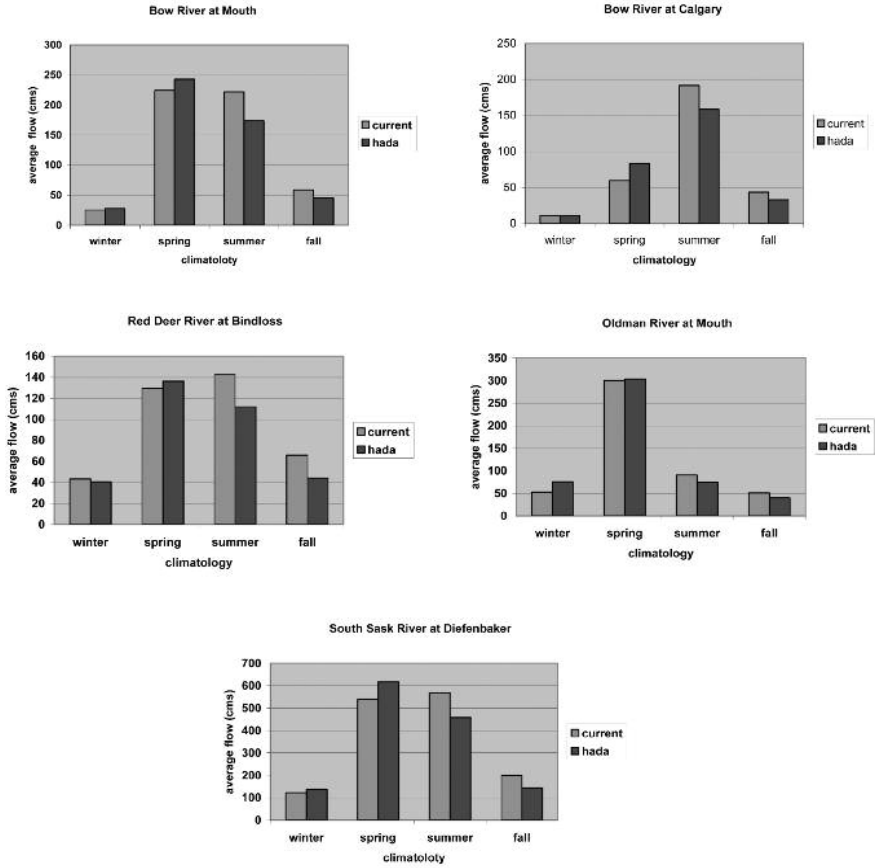 Bow River at Mouth
300
250
200
150
100
50
0
average flow (cms)
winter spring summer fall
climatoloty
current
hada
Bow River at Calgary
250
200
150
100
50
0
average flow (cms)
winter spring summer fall
climatology
current
hada
Red Deer River at Bindloss
160
140
120
100
80
60
40
20
0
average flow (cms)
winter spring summer fall
climatology
current
hada
Oldman River at Mouth
350
300
250
200
150
100
50
0
average flow (cms)
winter spring summer fall
climatology
current
hada
South Sask River at Diefenbaker
700
600
500
400
300
200
100
0
average flow (cms)
winter spring summer fall
climatoloty
current
hada